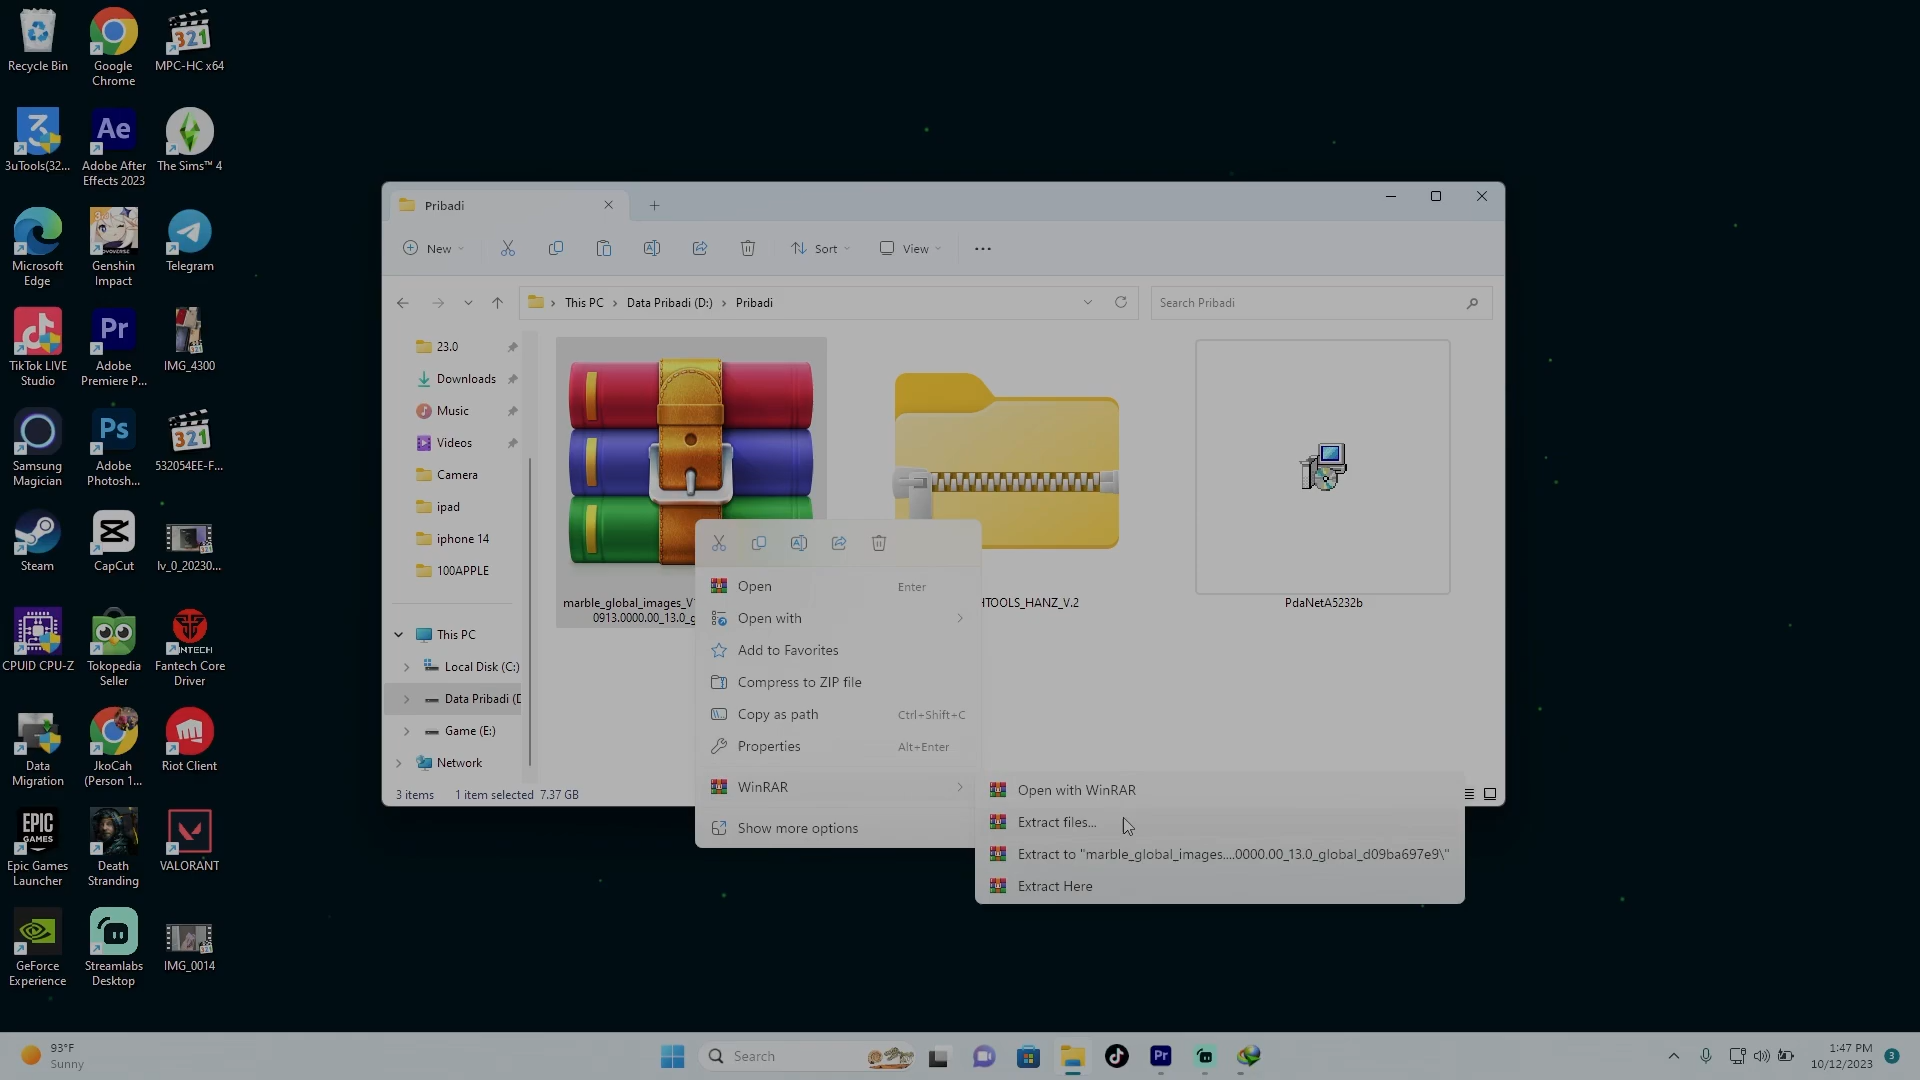 Recycle Bin
Google
Chrome
MPC-HC x64
3uTools(32...
Adobe After
Effects 2023
The Sims™ 4
Microsoft
Edge
Genshin
Impact
Telegram
TikTok LIVE
Studio
Adobe
Premiere P...
IMG_4300
Samsung
Magician
Adobe
Photosh...
532054EE-F...
Steam
CapCut
lv_0_20230...
CPUID CPU-Z
Tokopedia
Seller
Fantech Core
Driver
Data
Migration
JkoCah
(Person 1...
Riot Client
Epic Games
Launcher
Death
Stranding
VALORANT
GeForce
Experience
Streamlabs
Desktop
IMG_0014
Pribadi
New
Sort
View
This PC
Data Pribadi (D:)
Pribadi
Search Pribadi
23.0
Downloads
Music
Videos
Camera
ipad
iphone 14
100APPLE
This PC
Local Disk (C:)
Data Pribadi (D
Game (E:)
Network
3 items
1 item selected 7.37 GB
marble_global_images_V
0913.0000.00_13.0_g
HTOOLS_HANZ_V.2
PdaNetA5232b
Open
Enter
Open with
Add to Favorites
Compress to ZIP file
Copy as path
Ctrl+Shift+C
Properties
Alt+Enter
WinRAR
Show more options
Open with WinRAR
Extract files...
Extract to "marble_global_images....0000.00_13.0_global_d09ba697e9\"
Extract Here
93°F
Sunny
Search
1:47 PM
10/12/2023
3